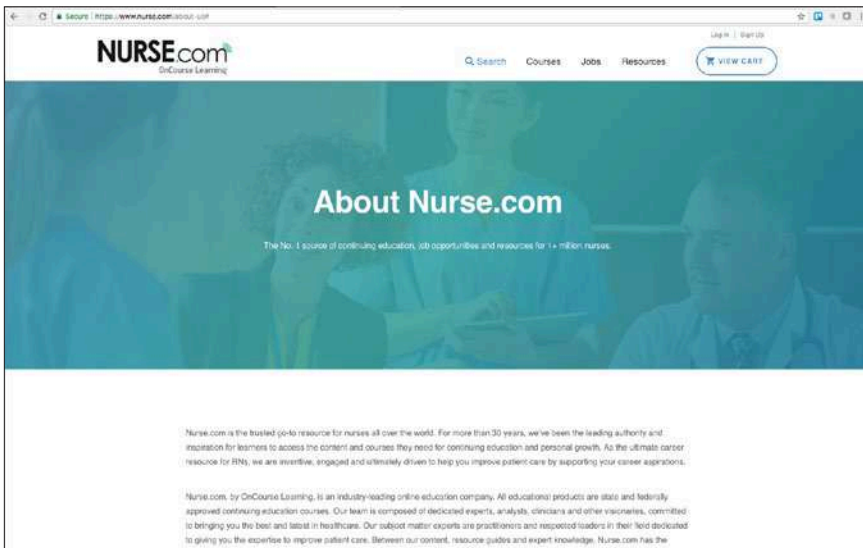 Secure | https://www.nurse.com/about-us#
Log In | Sign Up
NURSE.com
OnCourse Learning
Search Courses Jobs Resources
VIEW CART
About Nurse.com
The No. 1 source of continuing education, job opportunities and resources for 1+ million nurses.
Nurse.com is the trusted go-to resource for nurses all over the world. For more than 30 years, we've been the leading authority and
inspiration for learners to access the content and courses they need for continuing education and personal growth. As the ultimate career
resource for RNs, we are inventive, engaged and ultimately driven to help you improve patient care by supporting your career aspirations.
Nurse.com, by OnCourse Learning, is an industry-leading online education company. All educational products are state and federally
approved continuing education courses. Our team is composed of dedicated experts, analysts, clinicians and other visionaries, committed
to bringing you the best and latest in healthcare. Our subject matter experts are practitioners and respected leaders in their field dedicated
to giving you the expertise to improve patient care. Between our content, resource guides and expert knowledge, Nurse.com has the